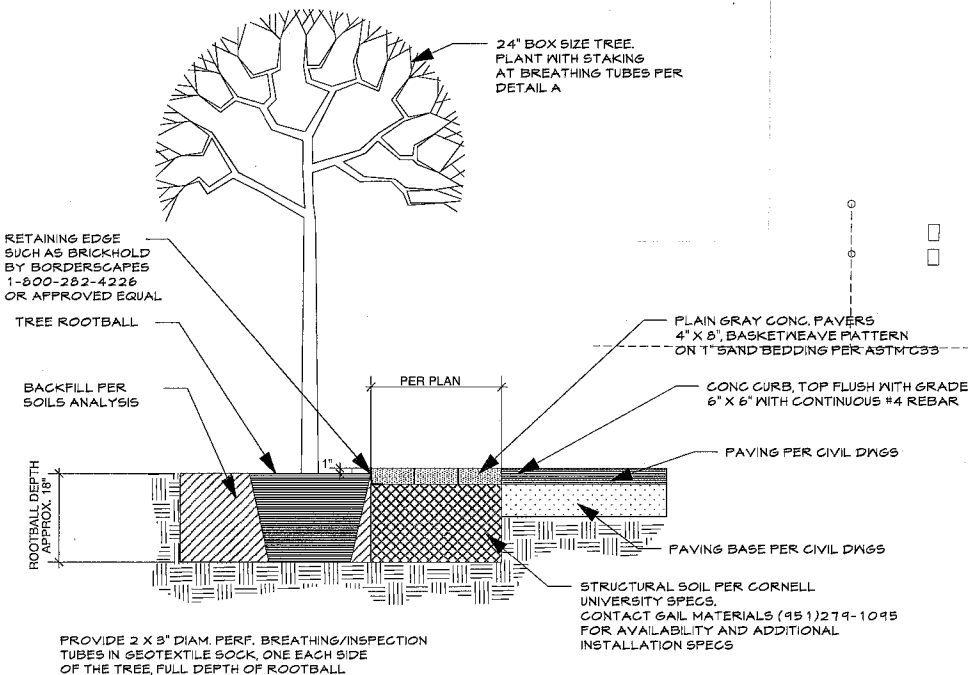 24" BOX SIZE TREE.
PLANT WITH STAKING
AT BREATHING TUBES PER
DETAIL A
RETAINING EDGE
SUCH AS BRICKHOLD
BY BORDERSCAPES
1-800-282-4226
OR APPROVED EQUAL
TREE ROOTBALL
BACKFILL PER
SOILS ANALYSIS
PER PLAN
PLAIN GRAY CONC. PAVERS
4" X 8", BASKETWEAVE PATTERN
ON 1" SAND BEDDING PER ASTM C33
CONC CURB, TOP FLUSH WITH GRADE
6" X 6" WITH CONTINUOUS #4 REBAR
PAVING PER CIVIL DWGS
1"
ROOTBALL DEPTH
APPROX. 18"
PAVING BASE PER CIVIL DWGS
STRUCTURAL SOIL PER CORNELL
UNIVERSITY SPECS.
CONTACT GAIL MATERIALS (951)279-1095
FOR AVAILABILITY AND ADDITIONAL
INSTALLATION SPECS
PROVIDE 2 X 3" DIAM. PERF. BREATHING/INSPECTION
TUBES IN GEOTEXTILE SOCK, ONE EACH SIDE
OF THE TREE, FULL DEPTH OF ROOTBALL